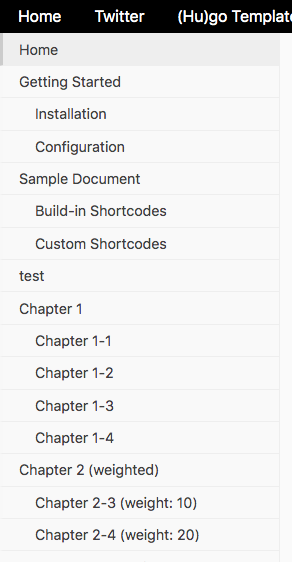 Home Twitter (Hu)go Template
Home
Getting Started
Installation
Configuration
Sample Document
Build-in Shortcodes
Custom Shortcodes
test
Chapter 1
Chapter 1-1
Chapter 1-2
Chapter 1-3
Chapter 1-4
Chapter 2 (weighted)
Chapter 2-3 (weight: 10)
Chapter 2-4 (weight: 20)